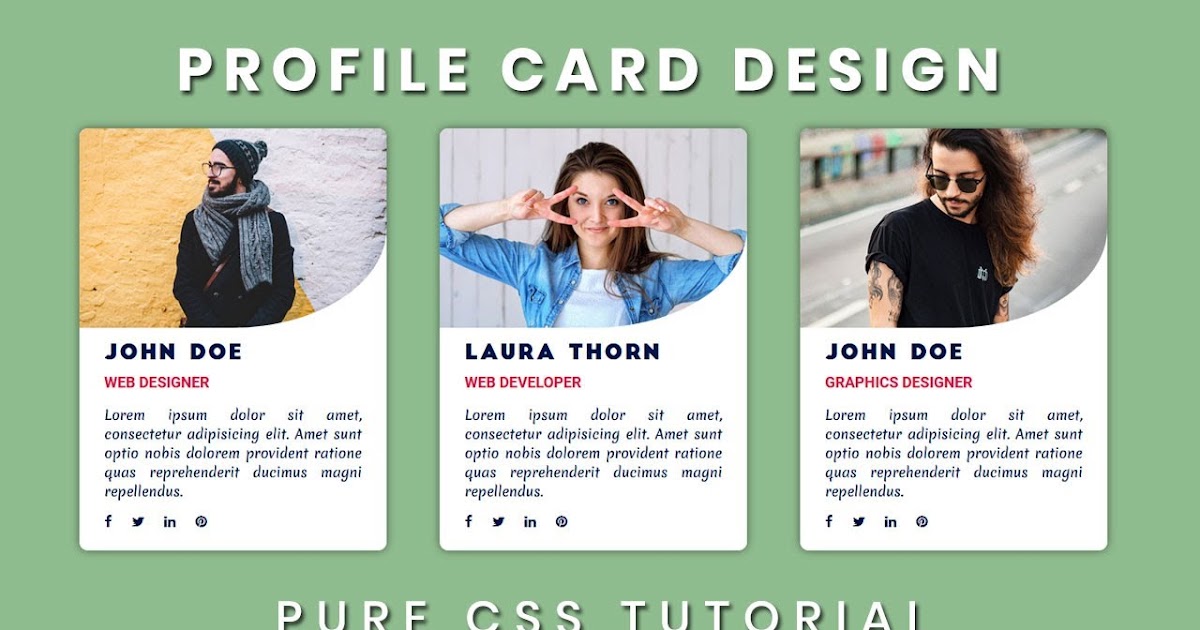 PROFILE CARD DESIGN
JOHN DOE
WEB DESIGNER
Lorem ipsum dolor sit amet,
consectetur adipisicing elit. Amet sunt
optio nobis dolorem provident ratione
quas reprehenderit ducimus magni
repellendus.
LAURA THORN
WEB DEVELOPER
Lorem ipsum dolor sit amet,
consectetur adipisicing elit. Amet sunt
optio nobis dolorem provident ratione
quas reprehenderit ducimus magni
repellendus.
JOHN DOE
GRAPHICS DESIGNER
Lorem ipsum dolor sit amet,
consectetur adipisicing elit. Amet sunt
optio nobis dolorem provident ratione
quas reprehenderit ducimus magni
repellendus.
PURE CSS TUTORIAL